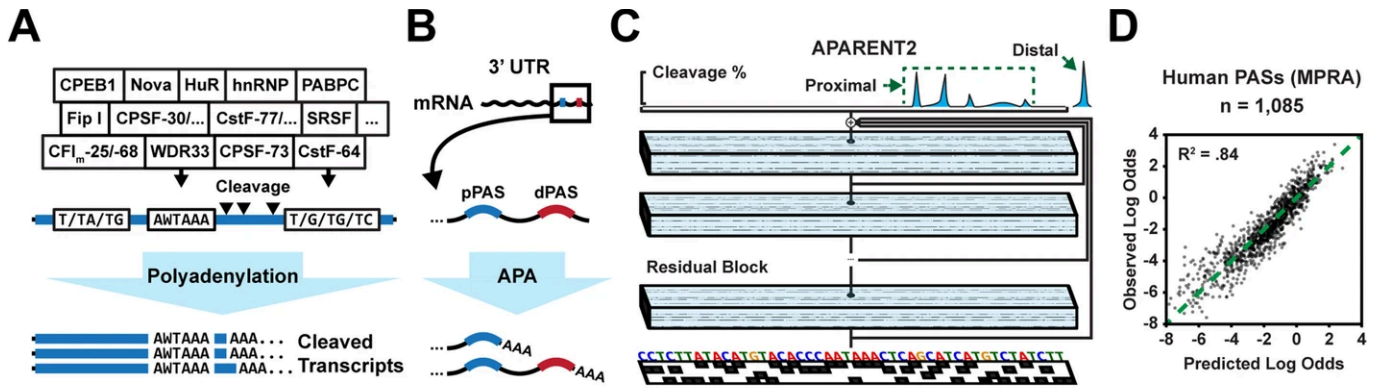 A
CPEB1 Nova HuR hnRNP PABPC
Fip I CPSF-30/... CstF-77/... SRSF ...
CFIm-25/-68 WDR33 CPSF-73 CstF-64
Cleavage
T/TA/TG AWTAAA T/G/TG/TC
Polyadenylation
AWTAAA AAA...
AWTAAA AAA...
AWTAAA AAA...
Cleaved
Transcripts
B
3' UTR
mRNA
pPAS dPAS
...
APA
... AAA
... AAA
C
APARENT2
Cleavage %
Proximal
Distal
...
Residual Block
CCTCTTATACATGTACACCCAATAAACTCAGCATCATGTCTATCTT
D
Human PASs (MPRA)
n = 1,085
R² = .84
Observed Log Odds
4
2
0
-2
-4
-6
-8
-8 -6 -4 -2 0 2 4
Predicted Log Odds